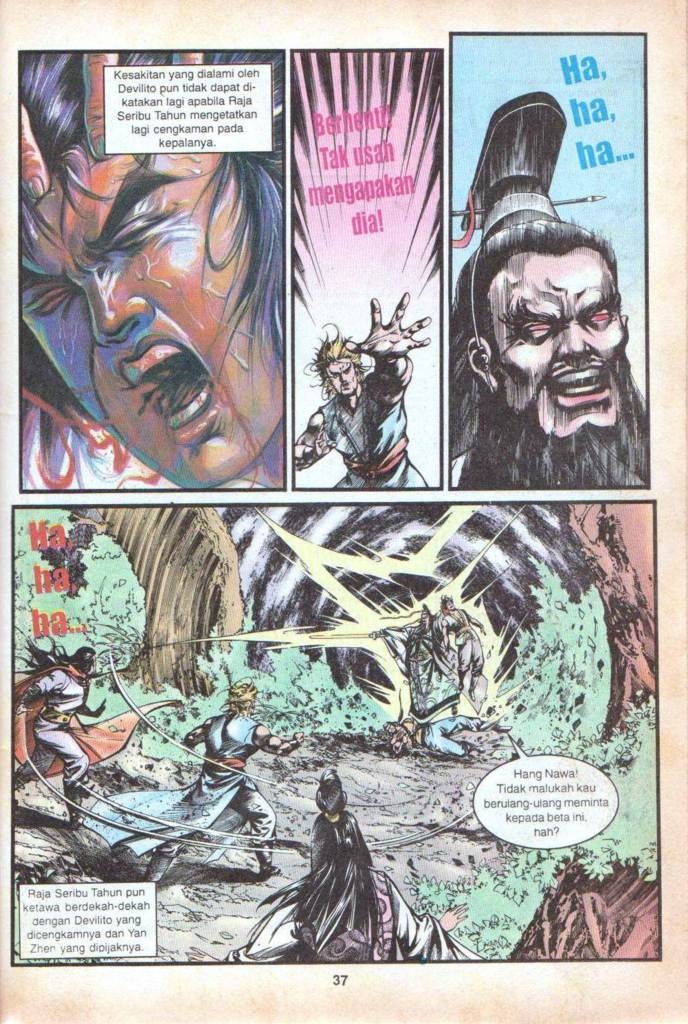 Kesakitan yang dialami oleh
Devilito pun tidak dapat di-
katakan lagi apabila Raja
Seribu Tahun mengetatkan
lagi cengkaman pada
kepalanya.
Berhenti!
Tak usah
mengapakan
dia!
Ha,
ha,
ha...
Ha,
ha,
ha...
Hang Nawa!
Tidak malukah kau
berulang-ulang meminta
kepada beta ini,
hah?
Raja Seribu Tahun pun
ketawa berdekah-dekah
dengan Devilito yang
dicengkamnya dan Yan
Zhen yang dipijaknya.
37